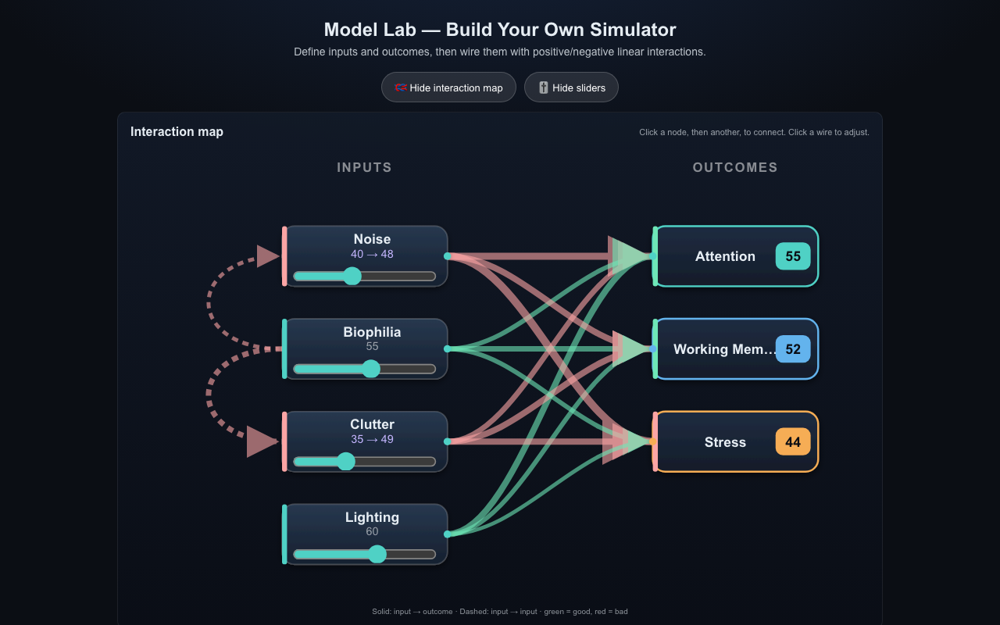 Model Lab — Build Your Own Simulator
Define inputs and outcomes, then wire them with positive/negative linear interactions.
Hide interaction map
Hide sliders
Interaction map
Click a node, then another, to connect. Click a wire to adjust.
INPUTS
OUTCOMES
Noise
40 → 48
Attention
55
Biophilia
55
Working Mem…
52
Clutter
35 → 49
Stress
44
Lighting
60
Solid: input → outcome · Dashed: input → input · green = good, red = bad